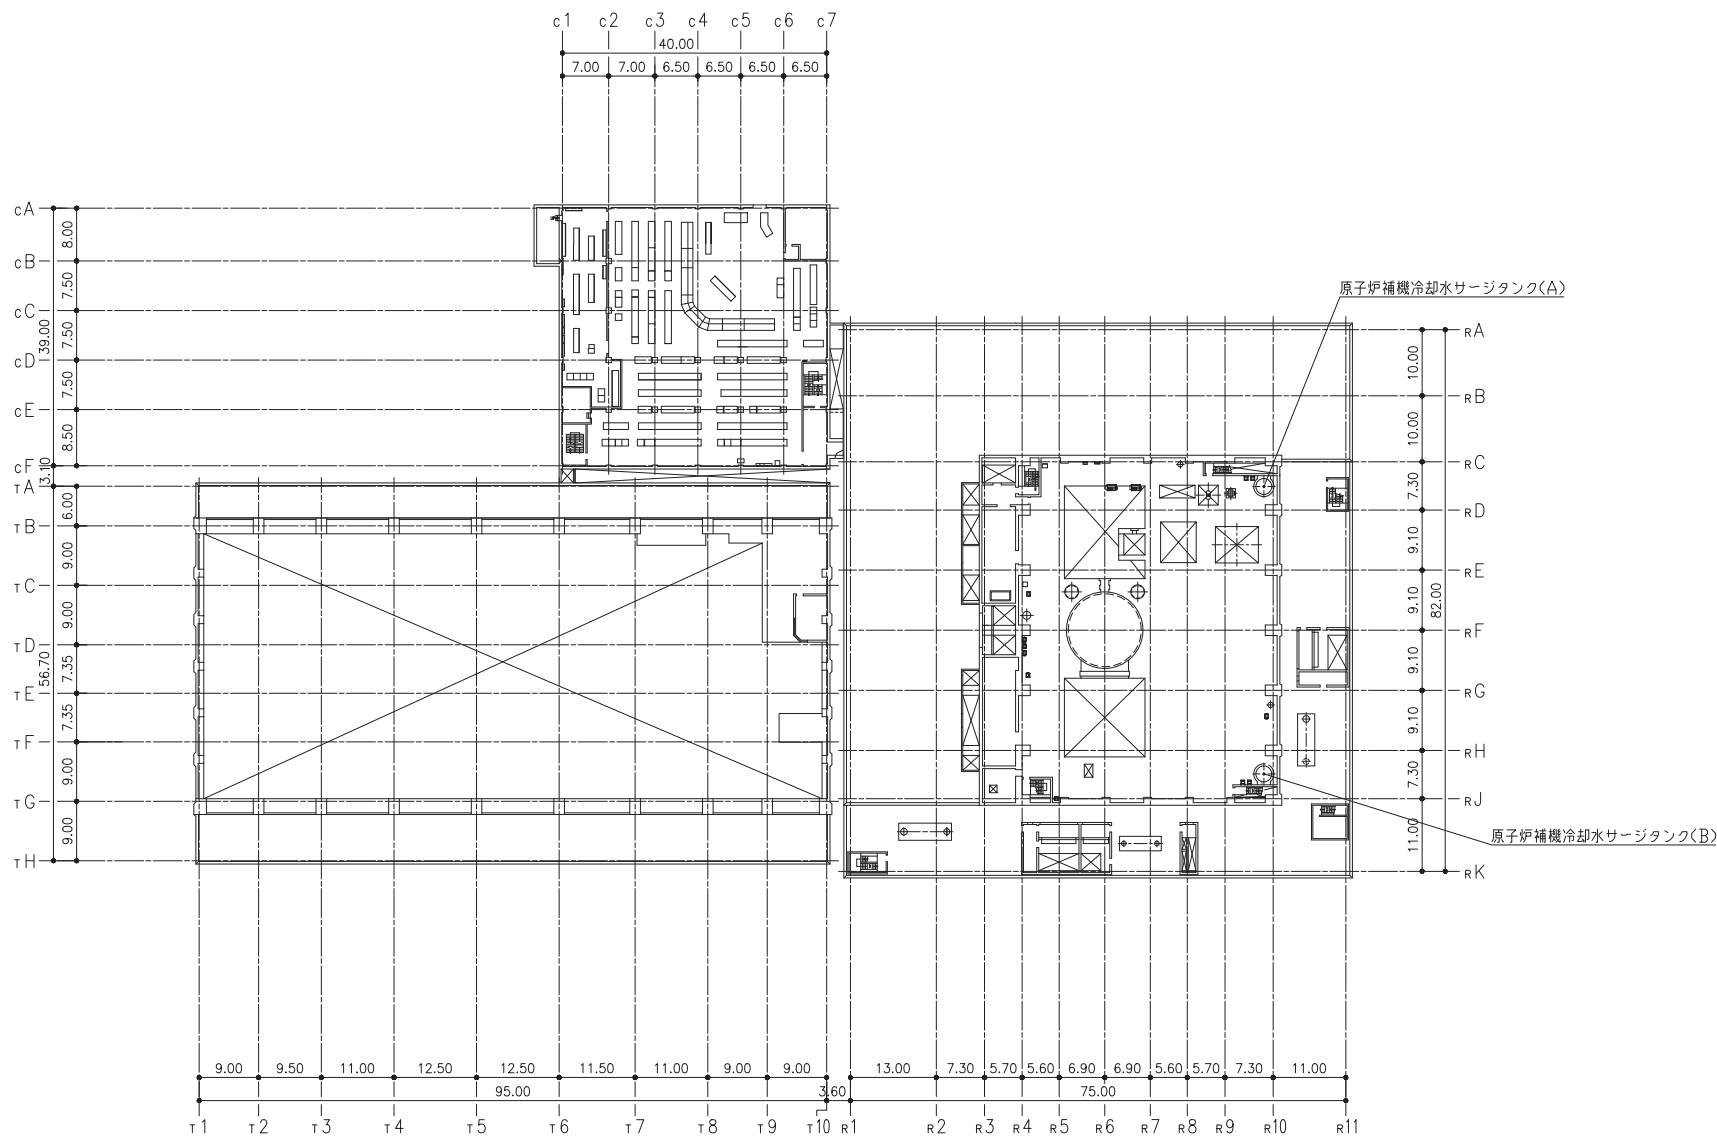 C1 C2 C3 C4 C5 C6 C7
40.00
7.00 7.00 6.50 6.50 6.50 6.50
CA
8.00
CB
7.50
CC
7.50
39.00
CD
7.50
CE
8.50
CF
3.10
TA
6.00
TB
9.00
TC
9.00
TD
7.35
56.70
TE
7.35
TF
9.00
TG
9.00
TH
原子炉補機冷却水サージタンク(A)
RA
10.00
RB
10.00
RC
7.30
RD
9.10
RE
9.10
82.00
RF
9.10
RG
9.10
RH
7.30
RJ
原子炉補機冷却水サージタンク(B)
11.00
RK
9.00 9.50 11.00 12.50 12.50 11.50 11.00 9.00 9.00 13.00 7.30 5.70 5.60 6.90 6.90 5.60 5.70 7.30 11.00
95.00 3.60 75.00
T1 T2 T3 T4 T5 T6 T7 T8 T9 T10 R1 R2 R3 R4 R5 R6 R7 R8 R9 R10 R11